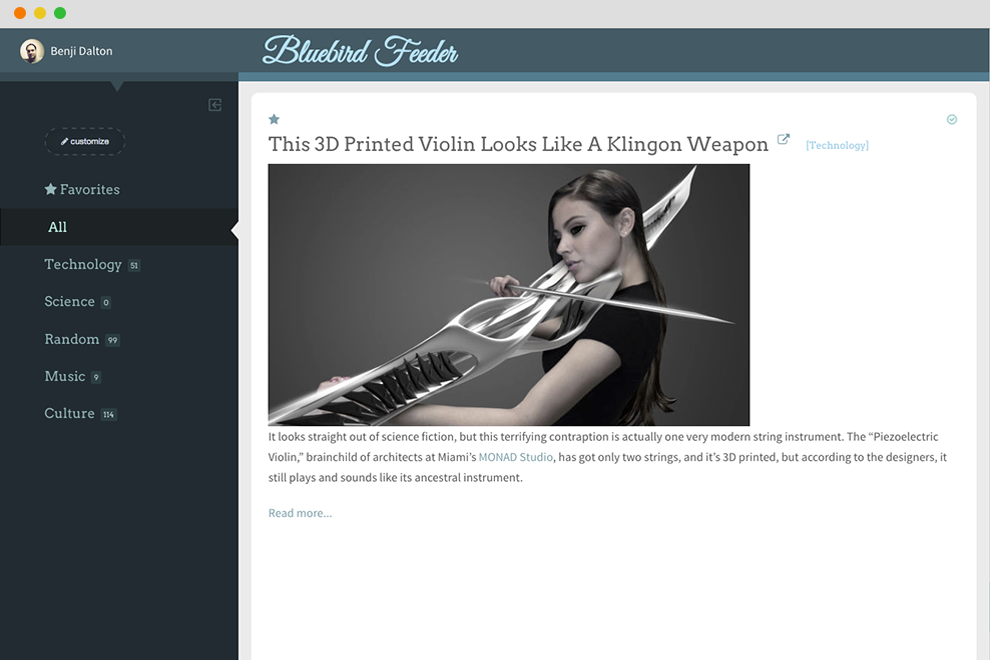 Benji Dalton
Bluebird Feeder
customize
Favorites
All
Technology 51
Science 0
Random 99
Music 9
Culture 114
This 3D Printed Violin Looks Like A Klingon Weapon [Technology]
It looks straight out of science fiction, but this terrifying contraption is actually one very modern string instrument. The “Piezoelectric
Violin,” brainchild of architects at Miami’s MONAD Studio, has got only two strings, and it’s 3D printed, but according to the designers, it
still plays and sounds like its ancestral instrument.
Read more...